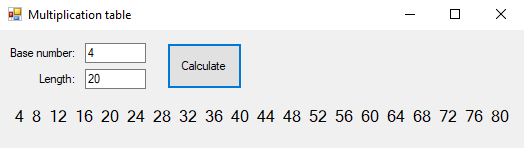 Multiplication table
Base number: 4
Length: 20
Calculate
4 8 12 16 20 24 28 32 36 40 44 48 52 56 60 64 68 72 76 80